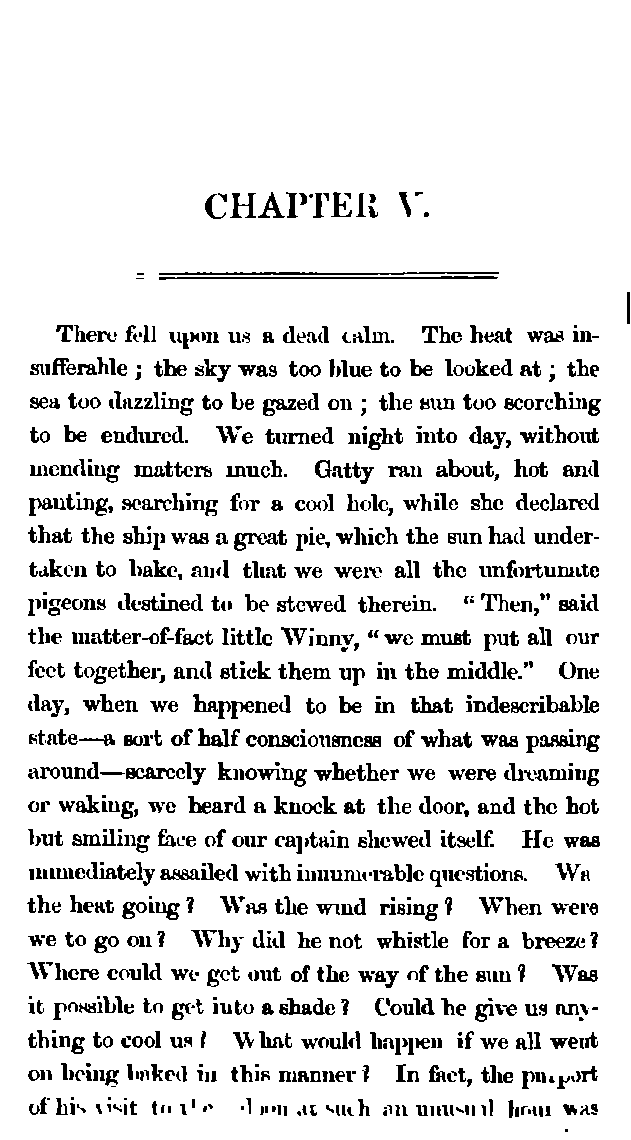 CHAPTER V.
There fell upon us a dead calm. The heat was in-
sufferable ; the sky was too blue to be looked at ; the
sea too dazzling to be gazed on ; the sun too scorching
to be endured. We turned night into day, without
mending matters much. Gatty ran about, hot and
panting, searching for a cool hole, while she declared
that the ship was a great pie, which the sun had under-
taken to bake, and that we were all the unfortunate
pigeons destined to be stewed therein. “ Then,” said
the matter-of-fact little Winny, “ we must put all our
feet together, and stick them up in the middle.” One
day, when we happened to be in that indescribable
state—a sort of half consciousness of what was passing
around—scarcely knowing whether we were dreaming
or waking, we heard a knock at the door, and the hot
but smiling face of our captain shewed itself. He was
immediately assailed with innumerable questions. Wa
the heat going ? Was the wind rising ? When were
we to go on ? Why did he not whistle for a breeze ?
Where could we get out of the way of the sun ? Was
it possible to get into a shade ? Could he give us any-
thing to cool us ? What would happen if we all went
on being baked in this manner ? In fact, the purport
of his visit to the at such an unusual hour was